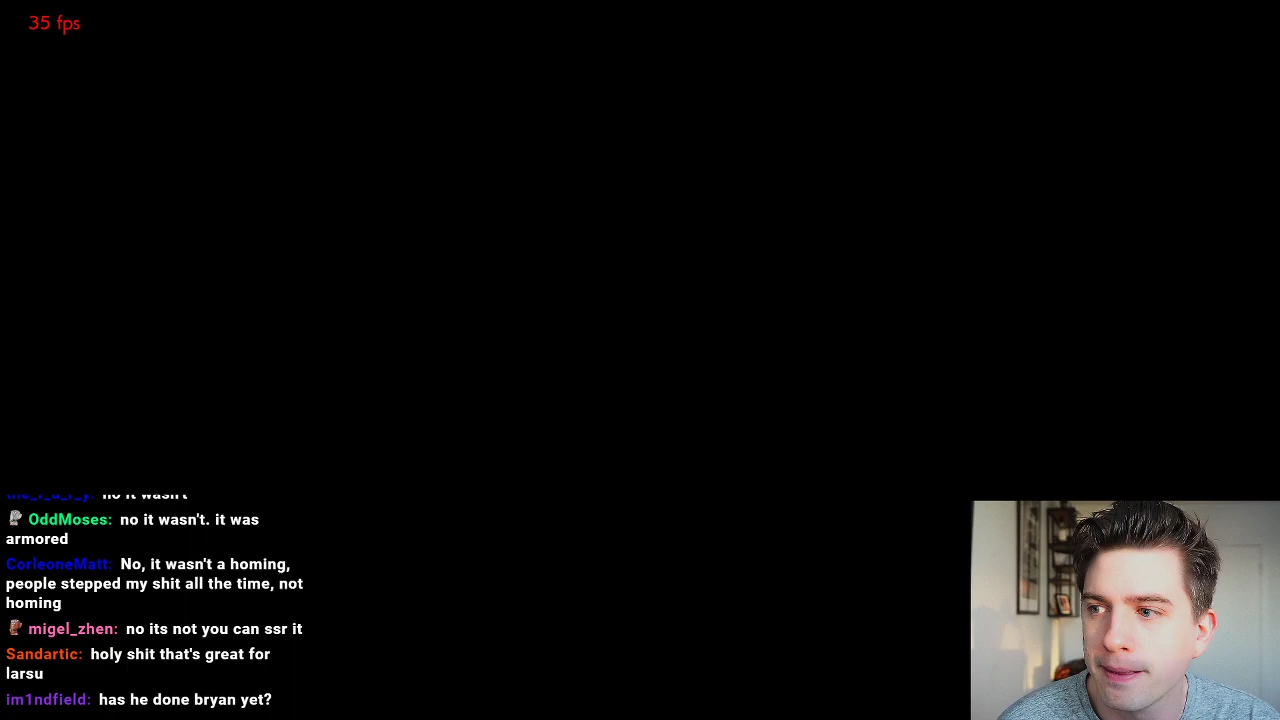 35 fps
no it wasn't
OddMoses: no it wasn't. it was
armored
CorleoneMatt: No, it wasn't a homing,
people stepped my shit all the time, not
homing
migel_zhen: no its not you can ssr it
Sandartic: holy shit that's great for
larsu
im1ndfield: has he done bryan yet?